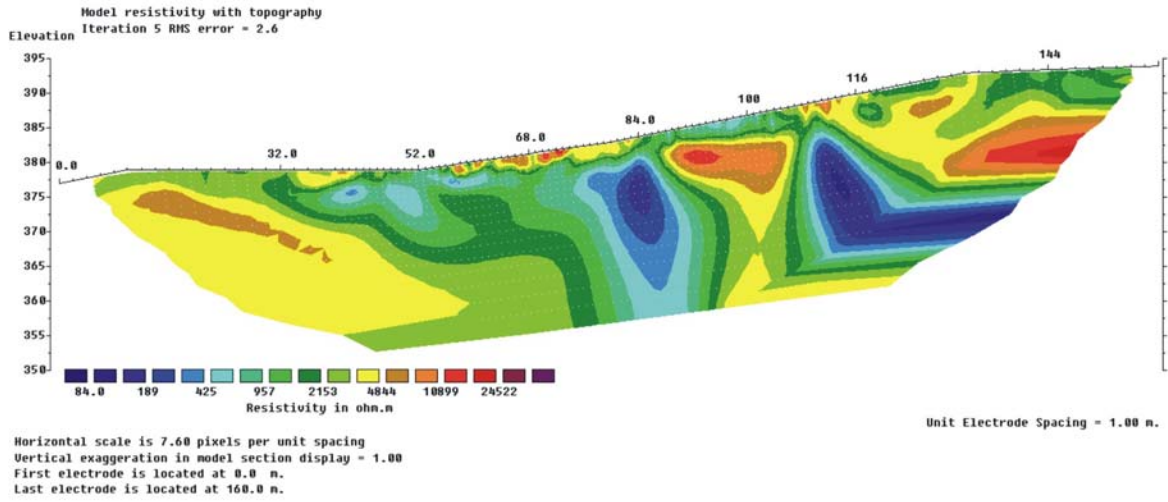 Model resistivity with topography
Iteration 5 RMS error = 2.6
Elevation
395
390
385
380
375
370
365
360
355
350
0.0
32.0
52.0
68.0
84.0
100
116
144
84.0 189 425 957 2153 4844 10899 24522
Resistivity in ohm.m
Unit Electrode Spacing = 1.00 m.
Horizontal scale is 7.60 pixels per unit spacing
Vertical exaggeration in model section display = 1.00
First electrode is located at 0.0 m.
Last electrode is located at 160.0 m.